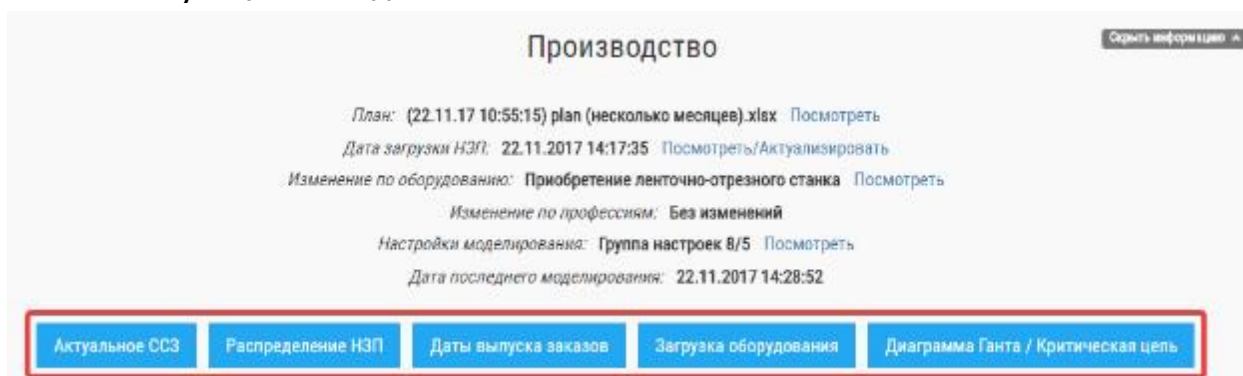 Производство
Скрыть информацию
План: (22.11.17 10:55:15) plan (несколько месяцев).xlsx Посмотреть
Дата загрузки НЗП: 22.11.2017 14:17:35 Посмотреть/Актуализировать
Изменение по оборудованию: Приобретение ленточно-отрезного станка Посмотреть
Изменение по профессиям: Без изменений
Настройки моделирования: Группа настроек 8/5 Посмотреть
Дата последнего моделирования: 22.11.2017 14:28:52
Актуальное ССЗ Распределение НЗП Даты выпуска заказов Загрузка оборудования Диаграмма Ганта / Критическая цепь